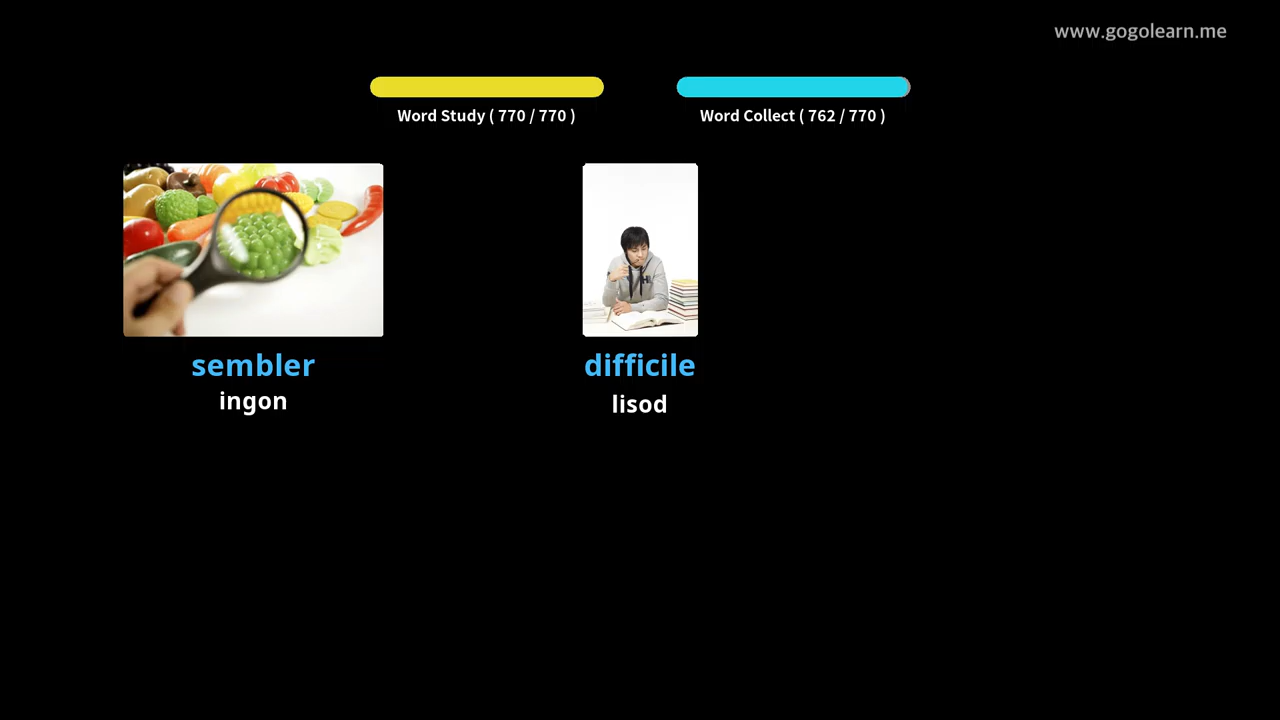 www.gogolearn.me
Word Study ( 770 / 770 )
Word Collect ( 762 / 770 )
sembler
ingon
difficile
lisod